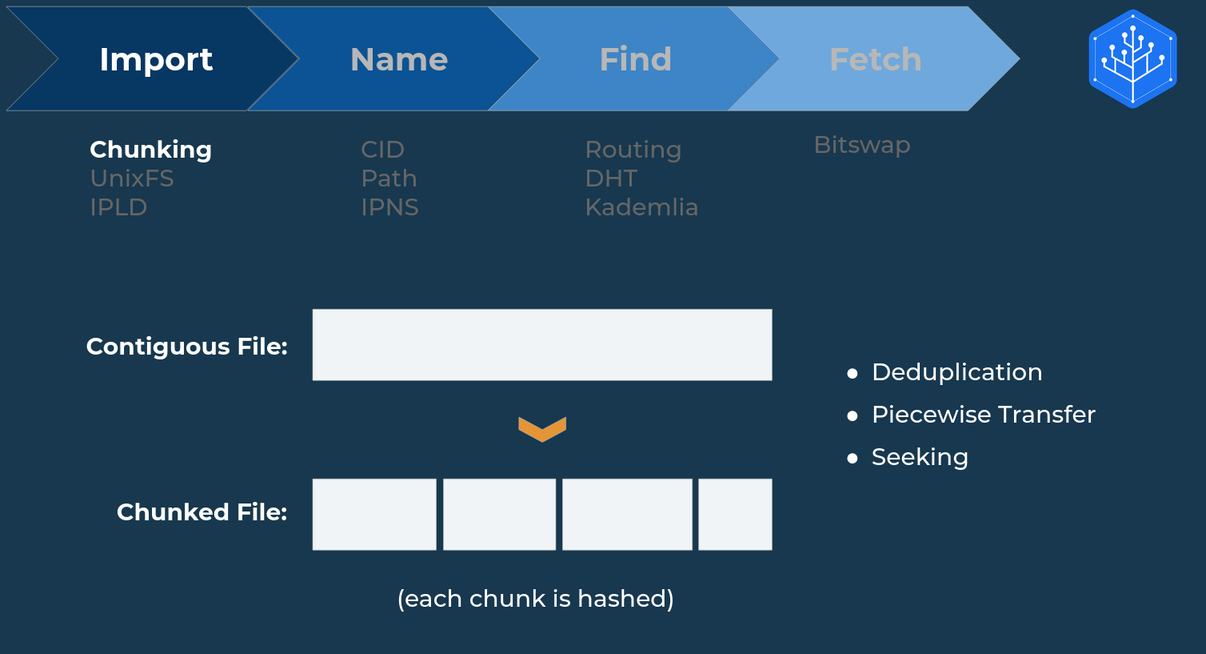 Import
Name
Find
Fetch
Chunking
UnixFS
IPLD
CID
Path
IPNS
Routing
DHT
Kademlia
Bitswap
Contiguous File:
Chunked File:
(each chunk is hashed)
● Deduplication
● Piecewise Transfer
● Seeking